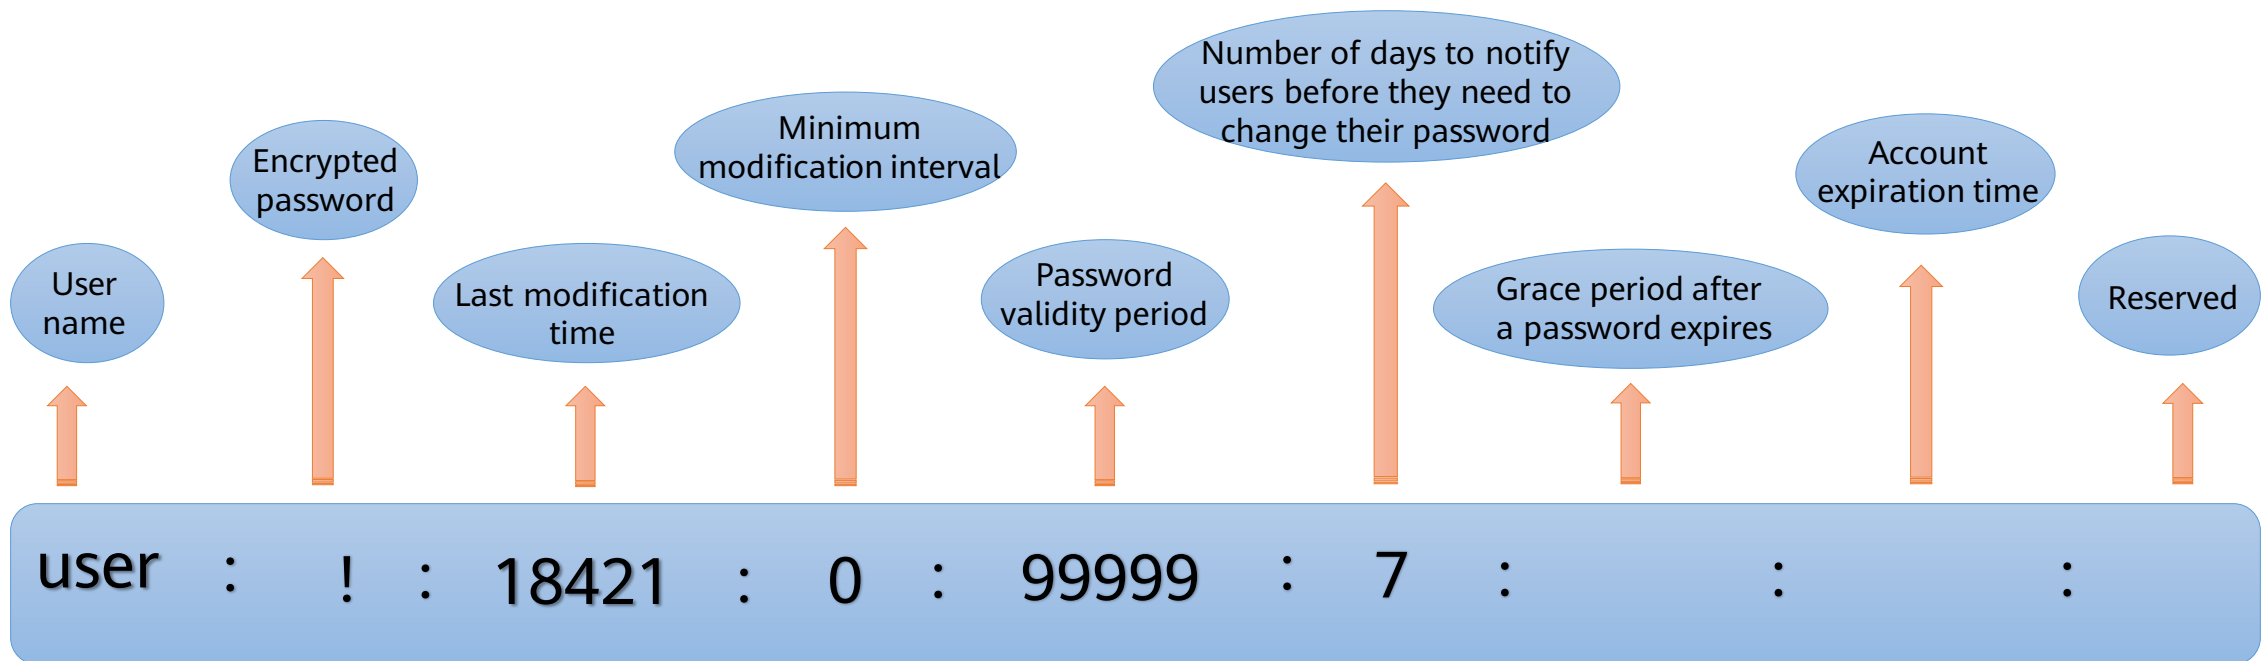 Number of days to notify
users before they need to
change their password
Minimum
modification interval
Encrypted
password
Account
expiration time
User
name
Last modification
time
Password
validity period
Grace period after
a password expires
Reserved
user : ! : 18421 : 0 : 99999 : 7 : : :